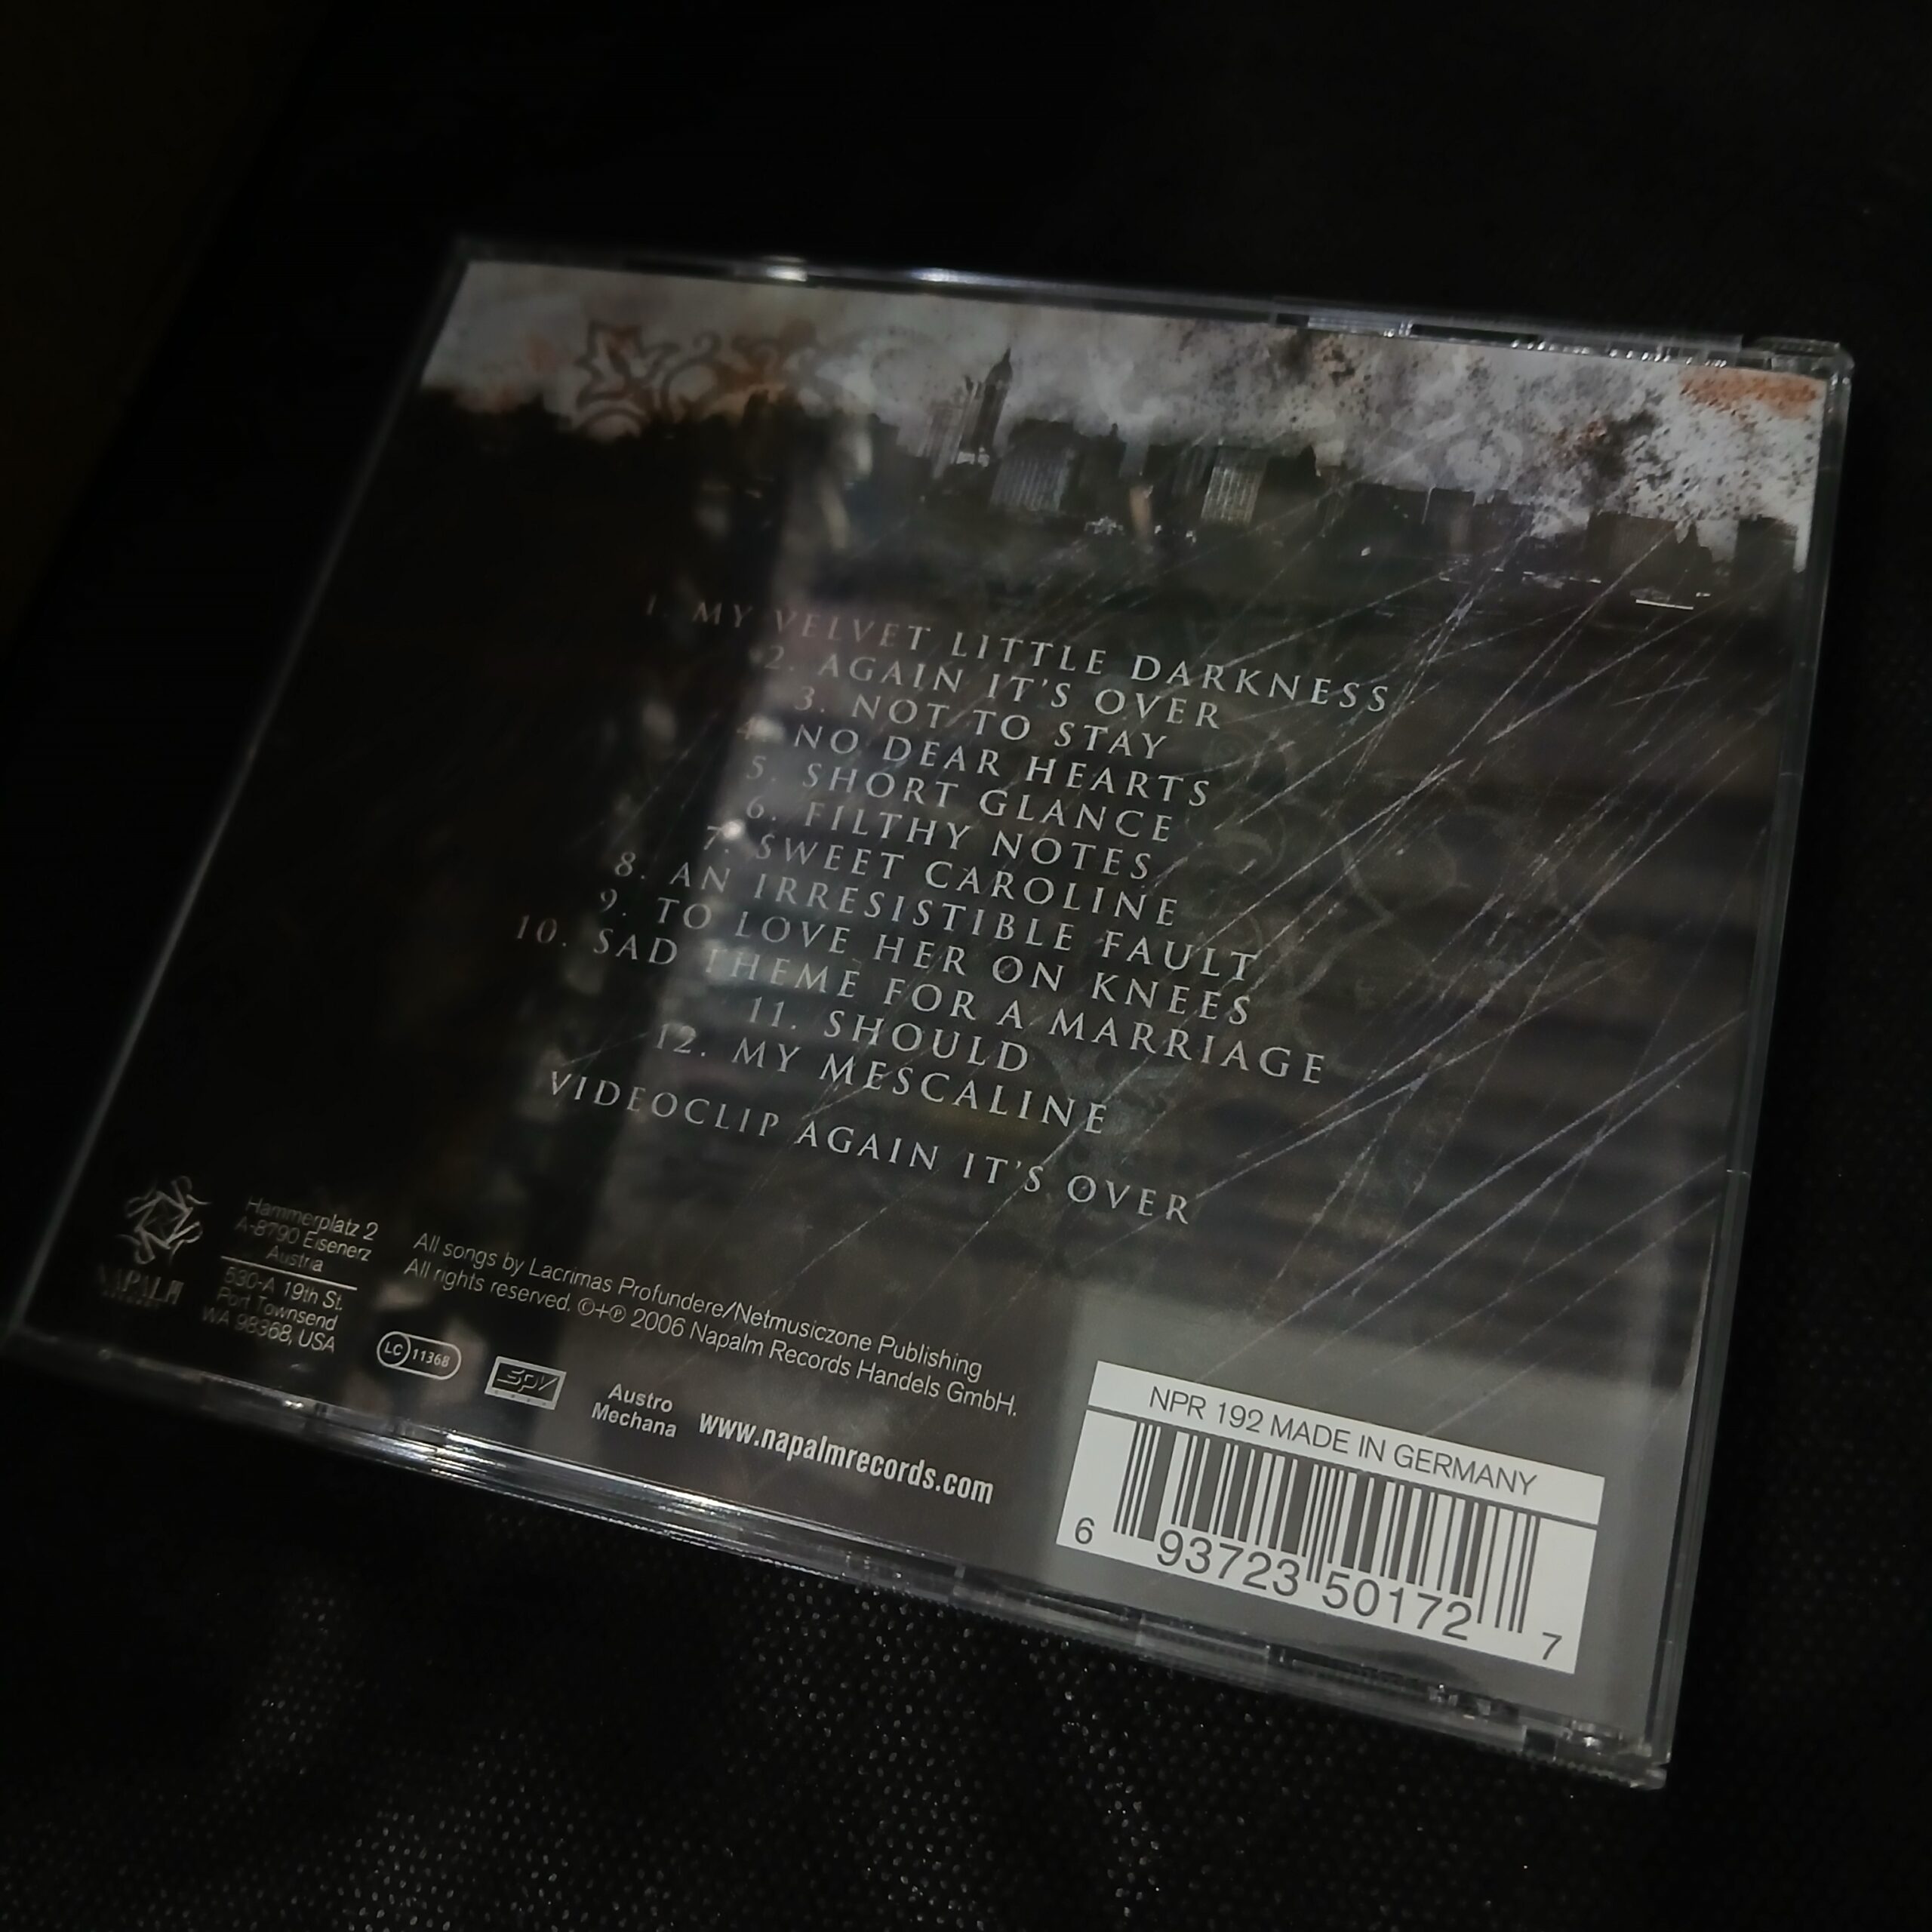 1. MY VELVET LITTLE DARKNESS
2. AGAIN IT'S OVER
3. NOT TO STAY
4. NO DEAR HEARTS
5. SHORT GLANCE
6. FILTHY NOTES
7. SWEET CAROLINE
8. AN IRRESISTIBLE FAULT
9. TO LOVE HER ON KNEES
10. SAD THEME FOR A MARRIAGE
11. SHOULD
12. MY MESCALINE
VIDEOCLIP AGAIN IT'S OVER
NAPALM
Hammerplatz 2
A-8790 Eisenerz
Austria
530-A 19th St.
Port Townsend
WA 98368, USA
All songs by Lacrimas Profundere/Netmusiczone Publishing
All rights reserved. ©+℗ 2006 Napalm Records Handels GmbH.
LC 11368
SPV
Austro
Mechana
www.napalmrecords.com
NPR 192 MADE IN GERMANY
6 93723 50172 7